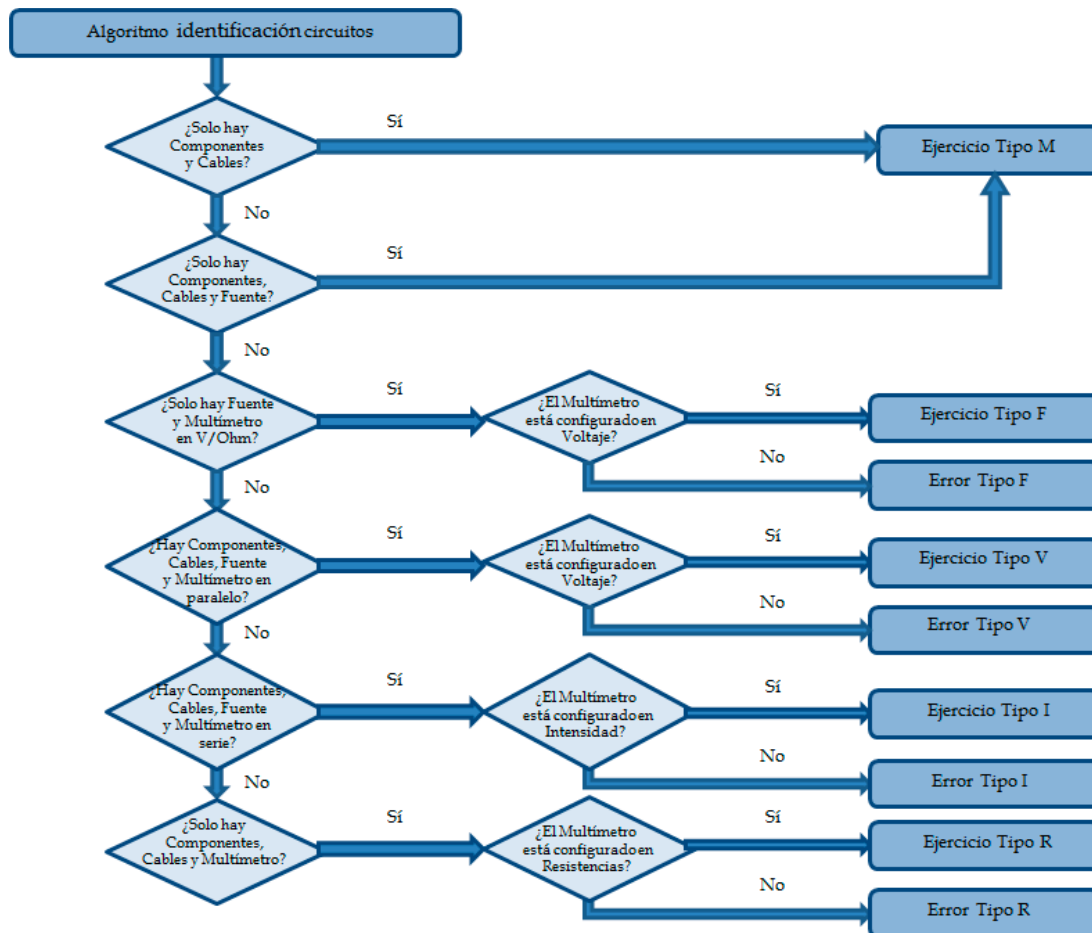 Algoritmo identificación circuitos
¿Solo hay
Componentes
y Cables?
Sí
Ejercicio Tipo M
No
¿Solo hay
Componentes,
Cables y Fuente?
Sí
No
¿Solo hay Fuente
y Multímetro
en V/Ohm?
Sí
¿El Multímetro
está configurado en
Voltaje?
Sí
Ejercicio Tipo F
No
Error Tipo F
No
¿Hay Componentes,
Cables, Fuente
y Multímetro en
paralelo?
Sí
¿El Multímetro
está configurado en
Voltaje?
Sí
Ejercicio Tipo V
No
Error Tipo V
No
¿Hay Componentes,
Cables, Fuente
y Multímetro en
serie?
Sí
¿El Multímetro
está configurado en
Intensidad?
Sí
Ejercicio Tipo I
No
Error Tipo I
No
¿Solo hay
Componentes,
Cables y Multímetro?
Sí
¿El Multímetro
está configurado en
Resistencias?
Sí
Ejercicio Tipo R
No
Error Tipo R